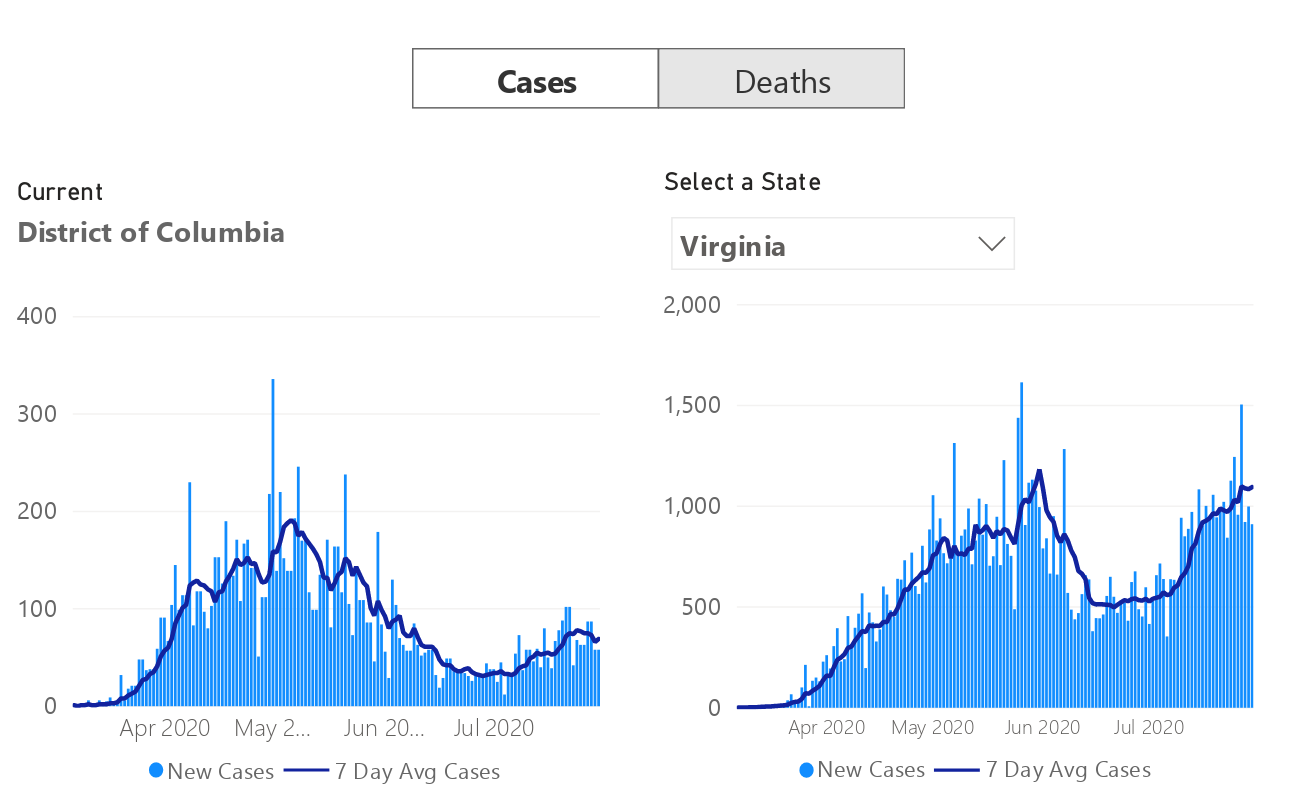 Cases
Deaths
Current
District of Columbia
400
300
200
100
0
Apr 2020
May 2...
Jun 20...
Jul 2020
New Cases
7 Day Avg Cases
Select a State
Virginia
2,000
1,500
1,000
500
0
Apr 2020
May 2020
Jun 2020
Jul 2020
New Cases
7 Day Avg Cases